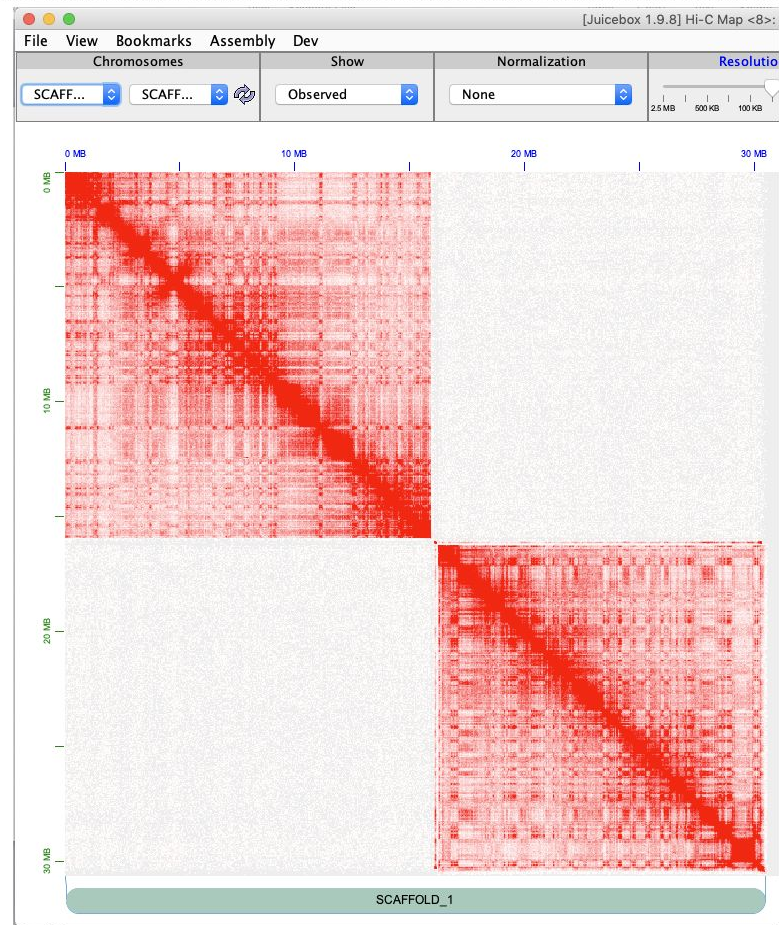 [Juicebox 1.9.8] Hi-C Map <8>:
File View Bookmarks Assembly Dev
Chromosomes Show Normalization Resolutio
SCAFF... SCAFF... Observed None
2.5 MB 500 KB 100 KB
0 MB 10 MB 20 MB 30 MB
0 MB
10 MB
20 MB
30 MB
SCAFFOLD_1